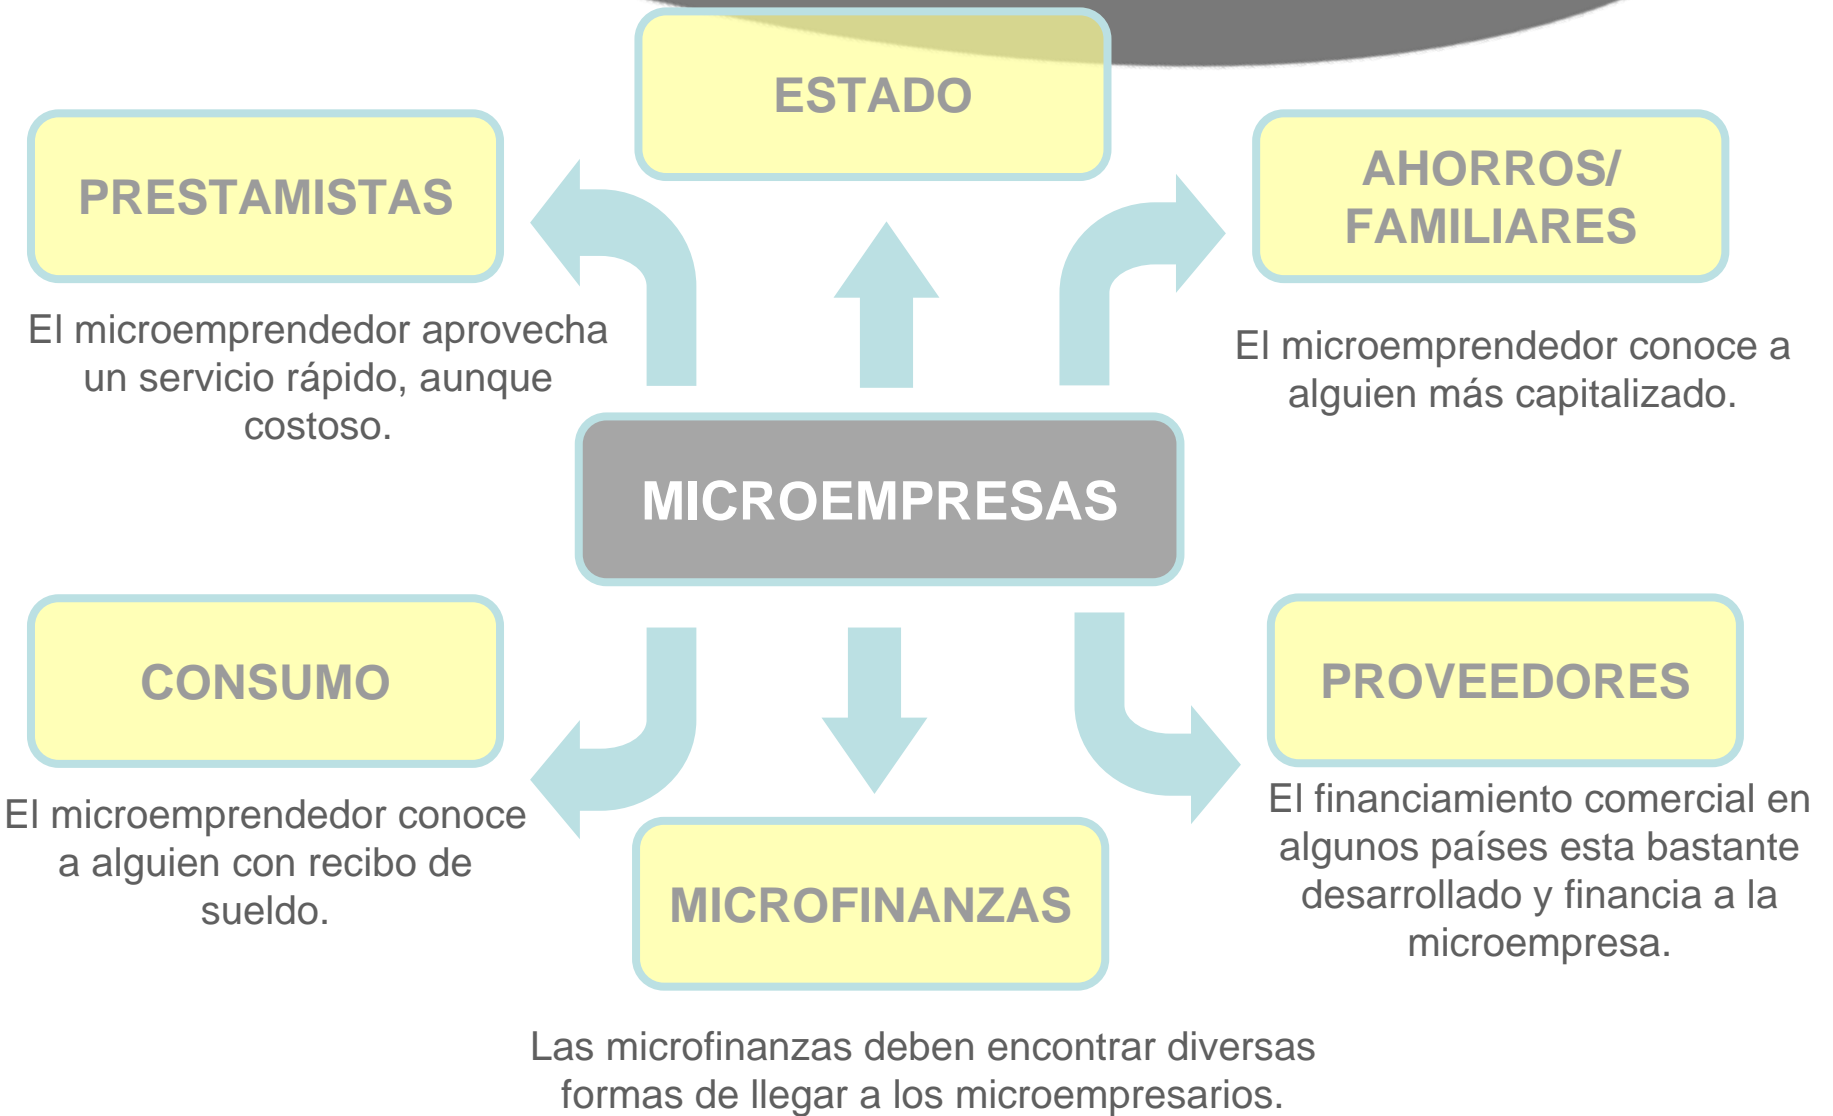 ESTADO
PRESTAMISTAS
El microemprendedor aprovecha
un servicio rápido, aunque
costoso.
AHORROS/
FAMILIARES
El microemprendedor conoce a
alguien más capitalizado.
MICROEMPRESAS
CONSUMO
El microemprendedor conoce
a alguien con recibo de
sueldo.
MICROFINANZAS
Las microfinanzas deben encontrar diversas
formas de llegar a los microempresarios.
PROVEEDORES
El financiamiento comercial en
algunos países esta bastante
desarrollado y financia a la
microempresa.